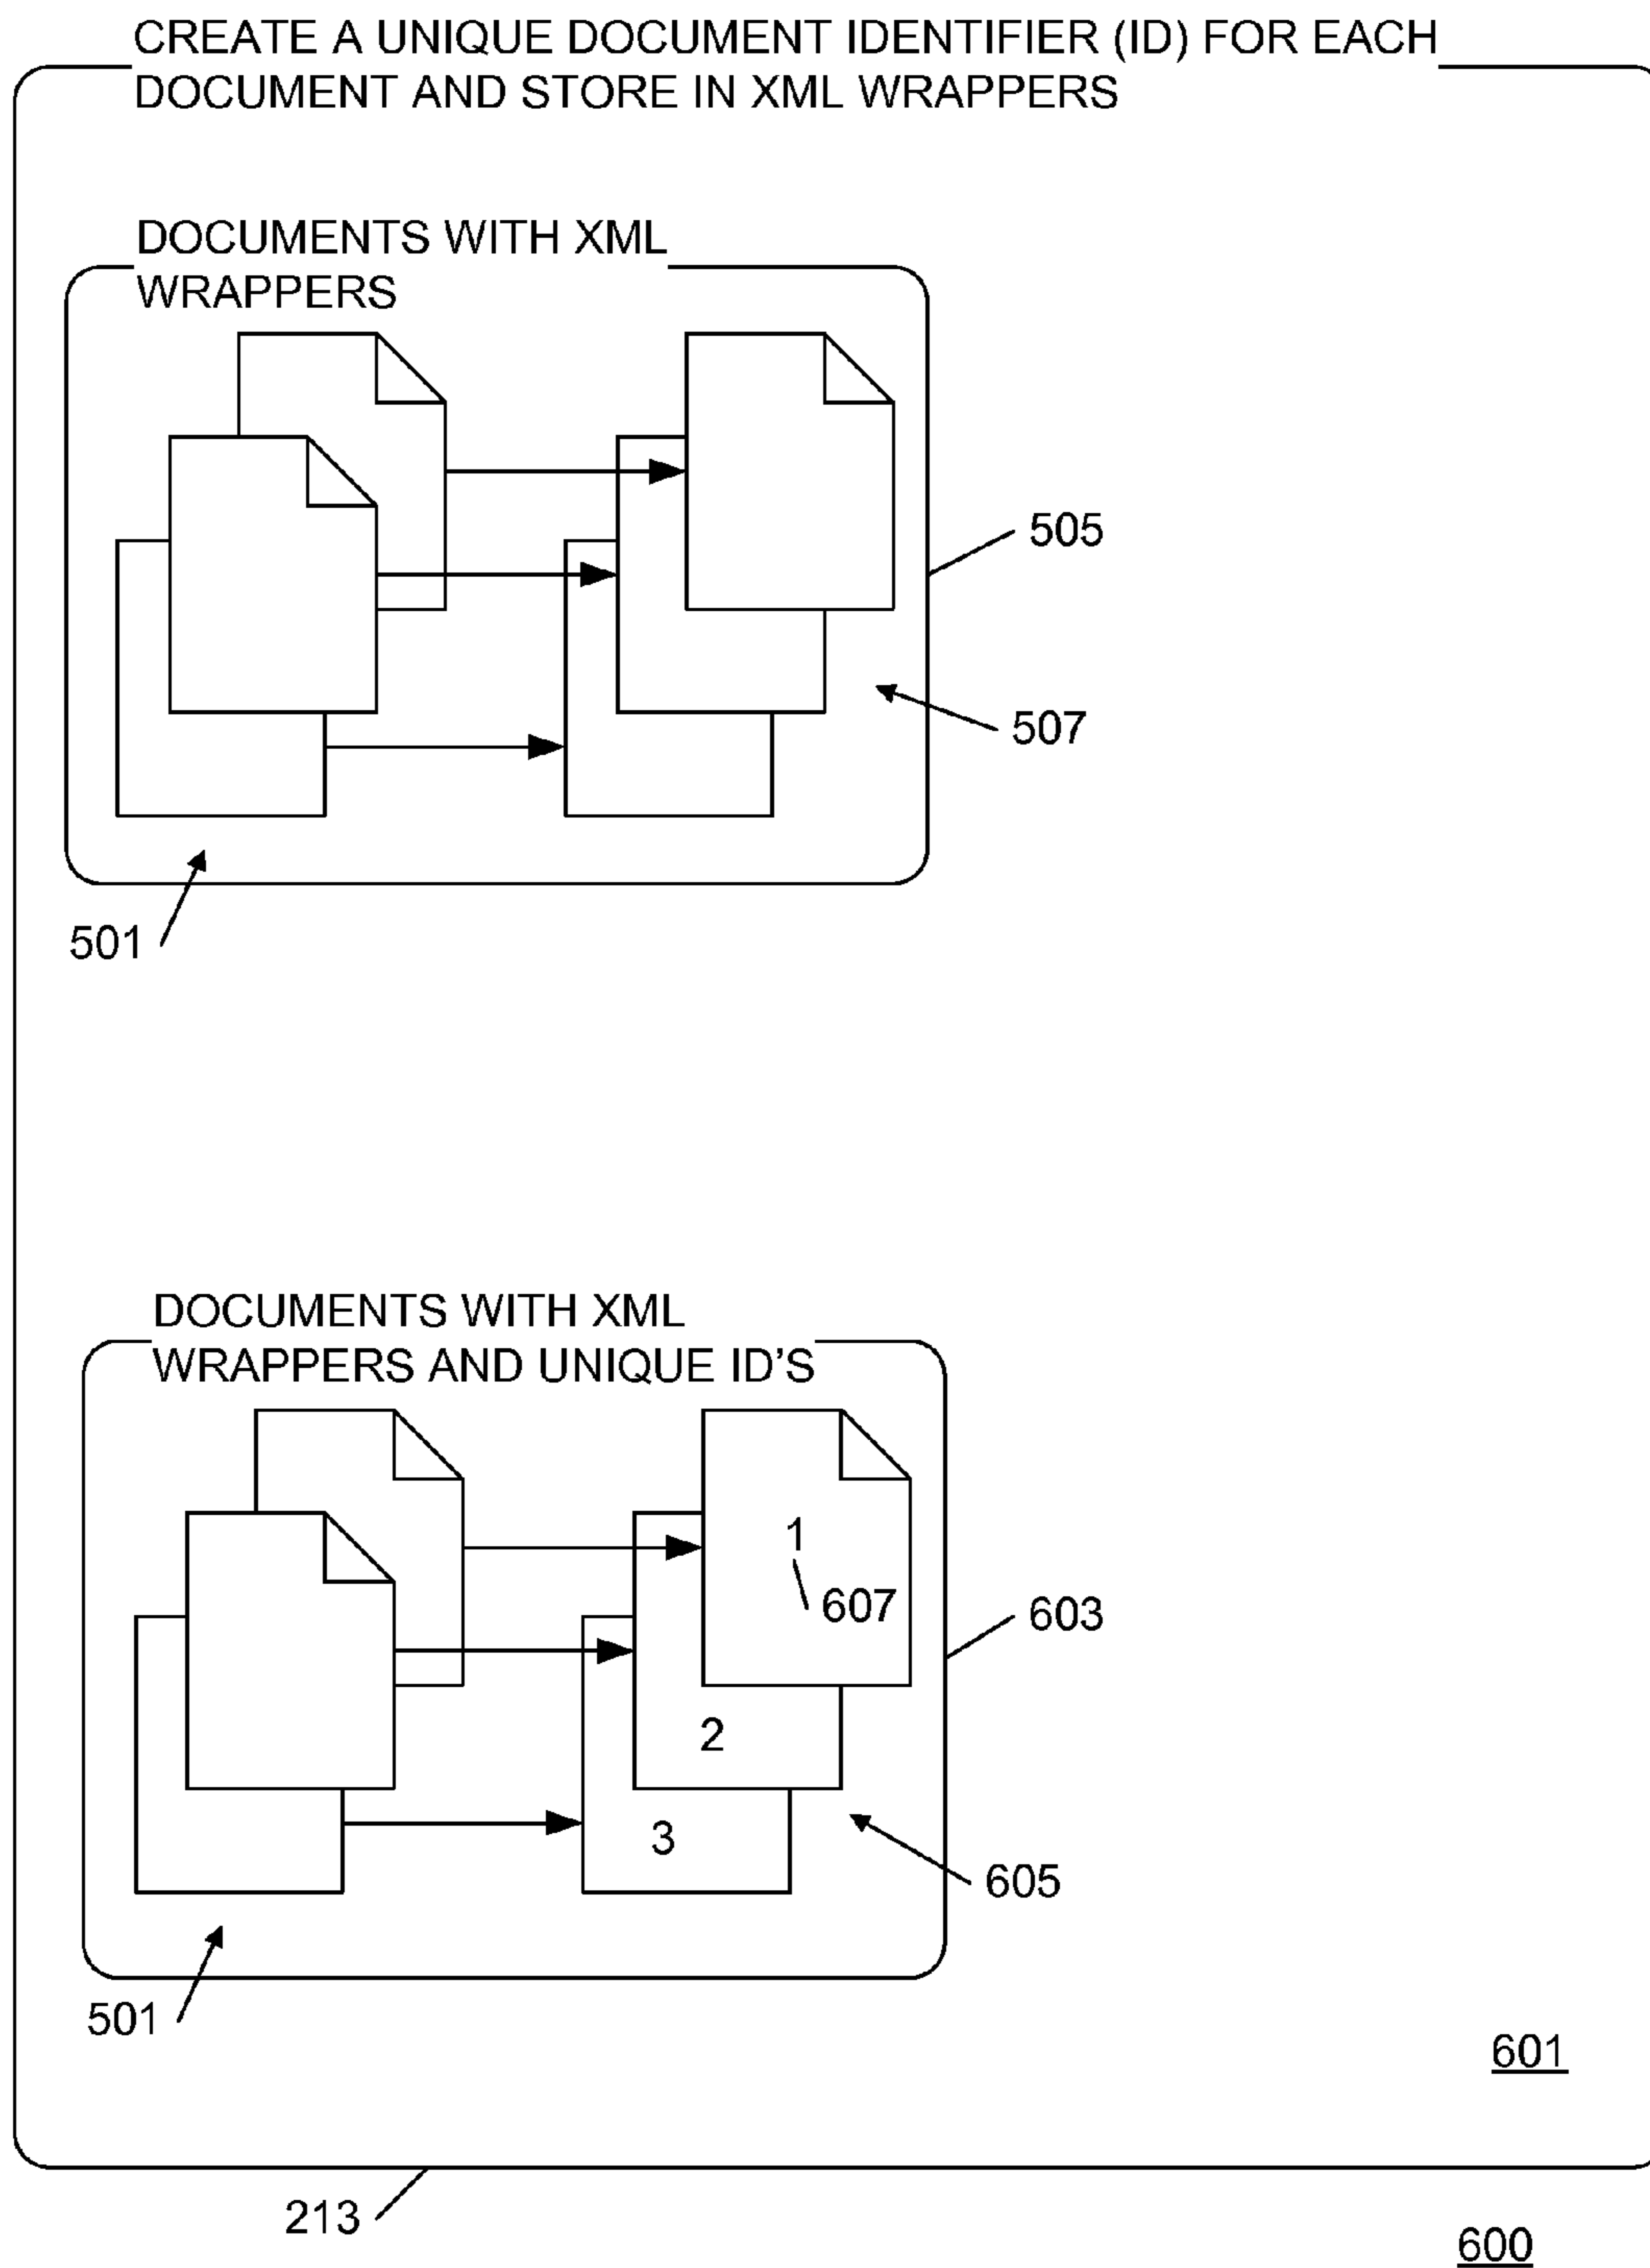 CREATE A UNIQUE DOCUMENT IDENTIFIER (ID) FOR EACH
DOCUMENT AND STORE IN XML WRAPPERS
DOCUMENTS WITH XML
WRAPPERS
505
507
501
DOCUMENTS WITH XML
WRAPPERS AND UNIQUE ID'S
1
607
603
2
3
605
501
601
213
600